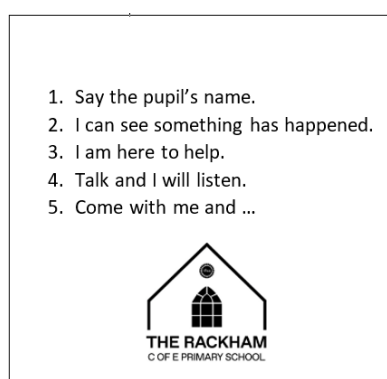 1. Say the pupil's name.
2. I can see something has happened.
3. I am here to help.
4. Talk and I will listen.
5. Come with me and …
THE RACKHAM
C OF E PRIMARY SCHOOL